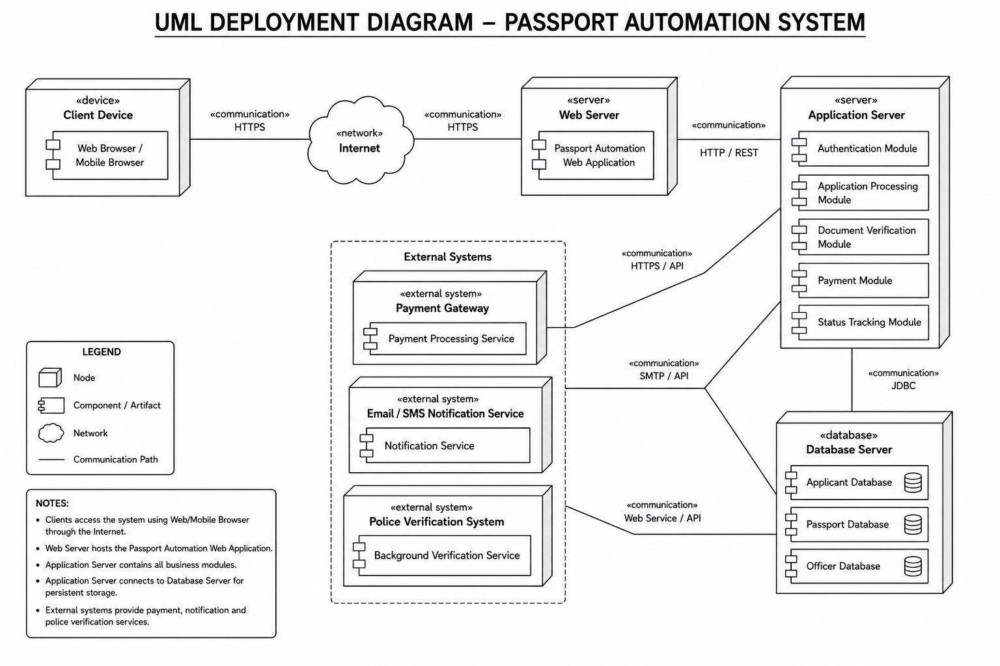 UML DEPLOYMENT DIAGRAM – PASSPORT AUTOMATION SYSTEM
«device»
Client Device
Web Browser /
Mobile Browser
«communication»
HTTPS
«network»
Internet
«communication»
HTTPS
«server»
Web Server
Passport Automation
Web Application
«communication»
HTTP / REST
«server»
Application Server
Authentication Module
Application Processing
Module
Document Verification
Module
Payment Module
Status Tracking Module
External Systems
«external system»
Payment Gateway
Payment Processing Service
«communication»
HTTPS / API
«external system»
Email / SMS Notification Service
Notification Service
«communication»
SMTP / API
«communication»
JDBC
«external system»
Police Verification System
Background Verification Service
«communication»
Web Service / API
«database»
Database Server
Applicant Database
Passport Database
Officer Database
LEGEND
Node
Component / Artifact
Network
Communication Path
NOTES:
• Clients access the system using Web/Mobile Browser
through the Internet.
• Web Server hosts the Passport Automation Web Application.
• Application Server contains all business modules.
• Application Server connects to Database Server for
persistent storage.
• External systems provide payment, notification and
police verification services.